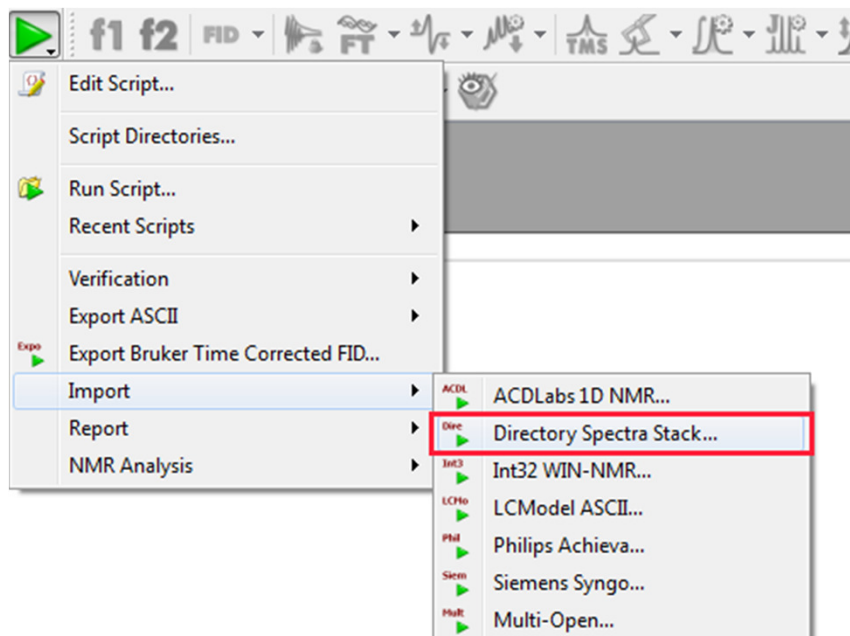 f1 f2 FID FT TMS
Edit Script...
Script Directories...
Run Script...
Recent Scripts
Verification
Export ASCII
Expo Export Bruker Time Corrected FID...
Import
ACDL ACDLabs 1D NMR...
Report
Dire Directory Spectra Stack...
NMR Analysis
Int3 Int32 WIN-NMR...
LCMo LCModel ASCII...
Phil Philips Achieva...
Siem Siemens Syngo...
Mult Multi-Open...